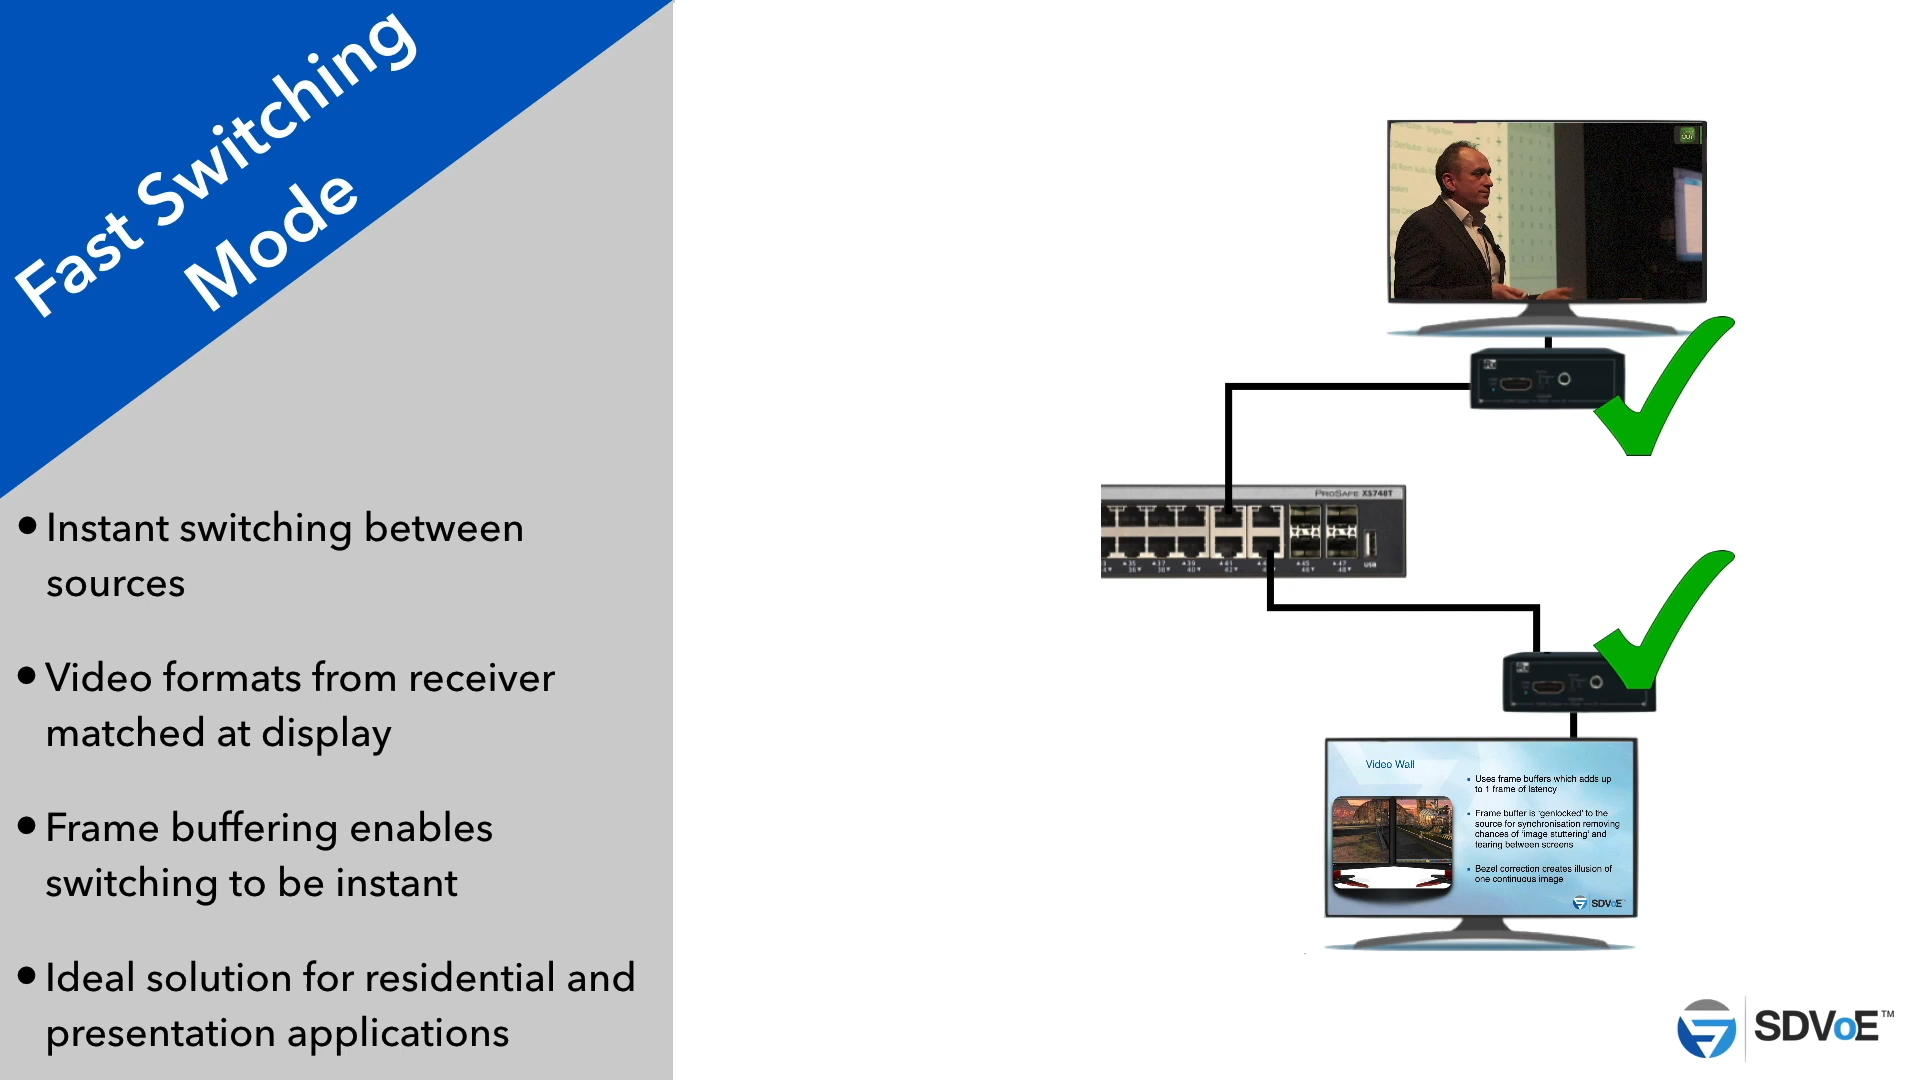 Fast Switching
Mode
Instant switching between
sources
Video formats from receiver
matched at display
Frame buffering enables
switching to be instant
Ideal solution for residential and
presentation applications
Rx
PROSAFE XS748T
USB
Rx
Video Wall
Uses frame buffers which adds up
to 1 frame of latency
Frame buffer is 'genlocked' to the
source for synchronisation removing
chances of 'image stuttering' and
tearing between screens
Bezel correction creates illusion of
one continuous image
SDVoE
SDVoE™